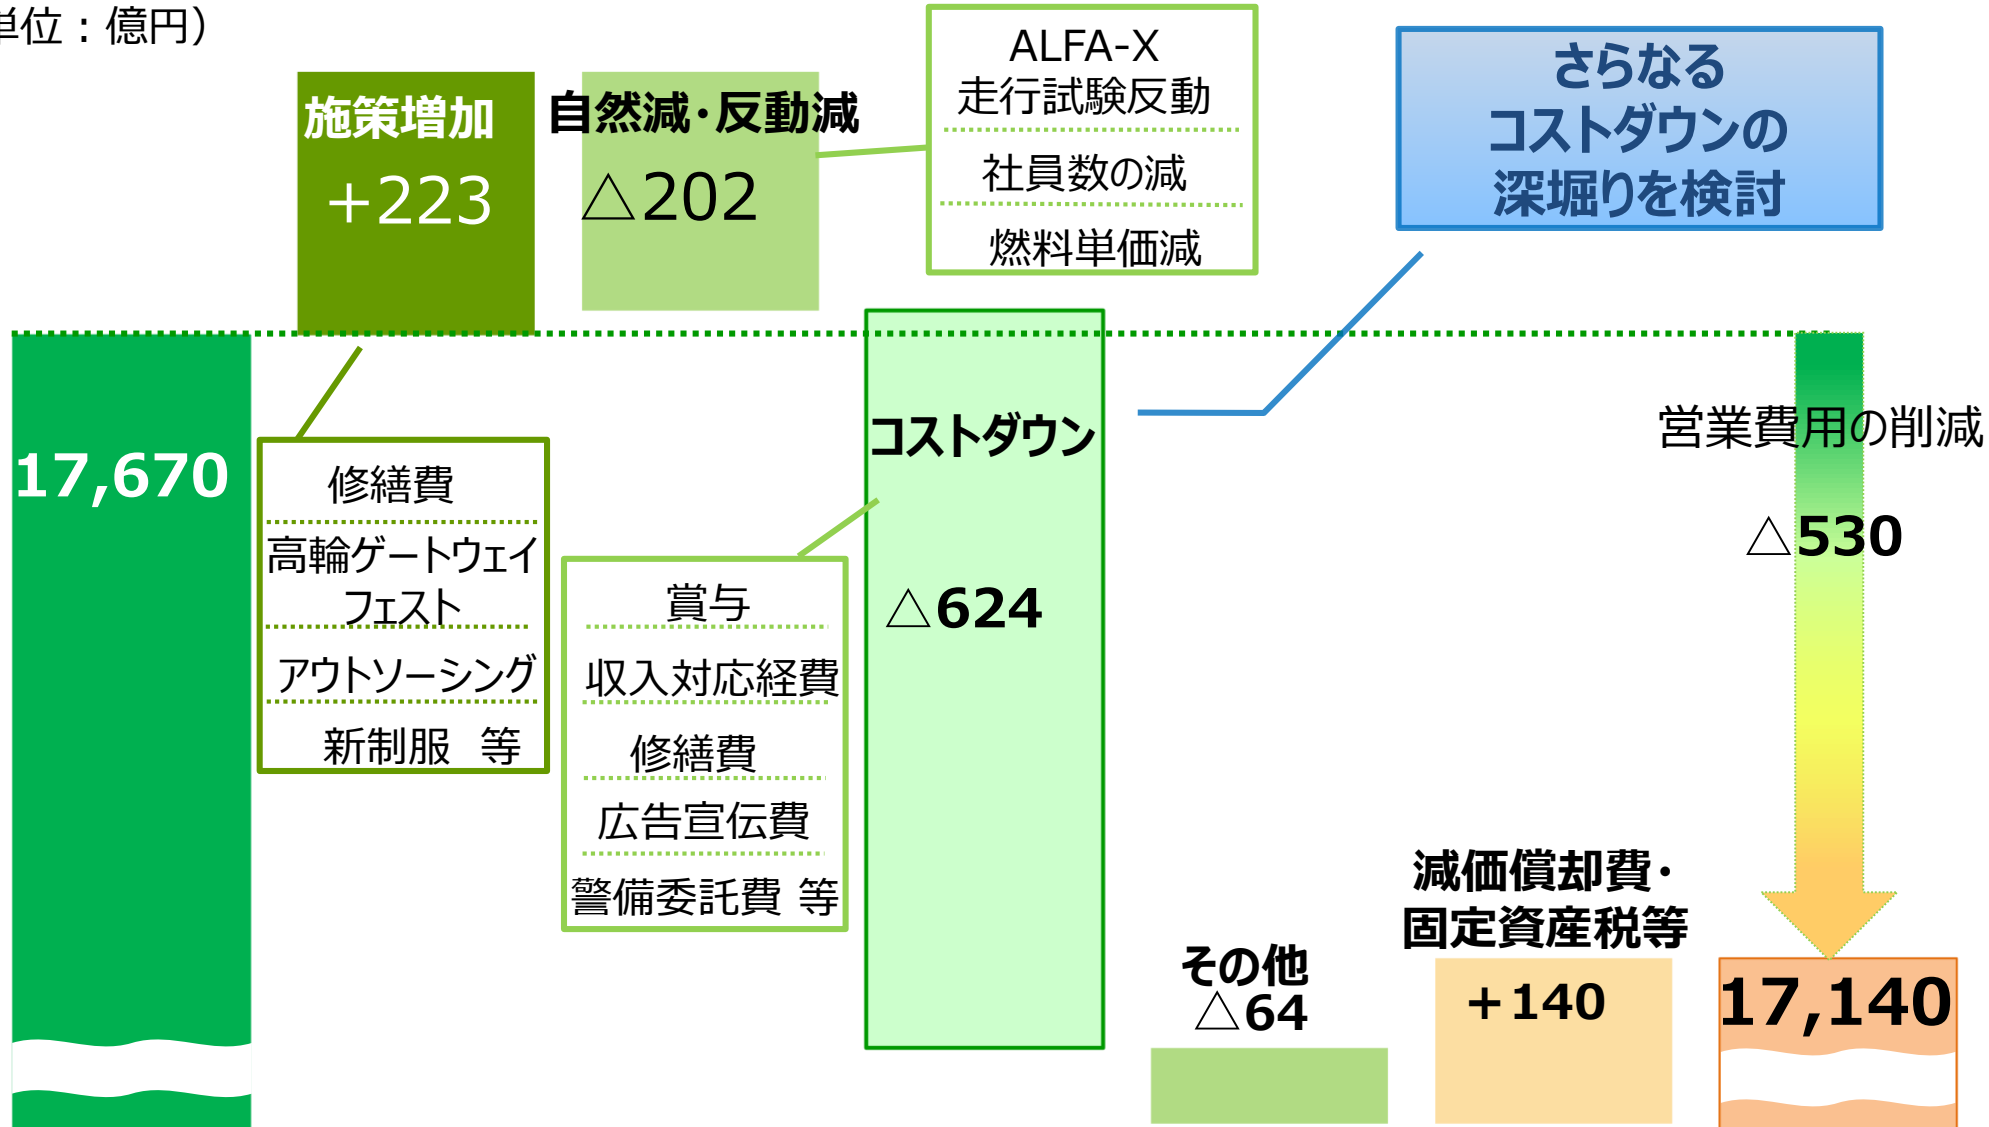 単位：億円）
施策増加
+223
自然減・反動減
△202
ALFA-X
走行試験反動
社員数の減
燃料単価減
さらなる
コストダウンの
深堀りを検討
17,670
修繕費
高輪ゲートウェイ
フェスト
アウトソーシング
新制服 等
コストダウン
△624
賞与
収入対応経費
修繕費
広告宣伝費
警備委託費 等
営業費用の削減
△530
その他
△64
減価償却費・
固定資産税等
+140
17,140